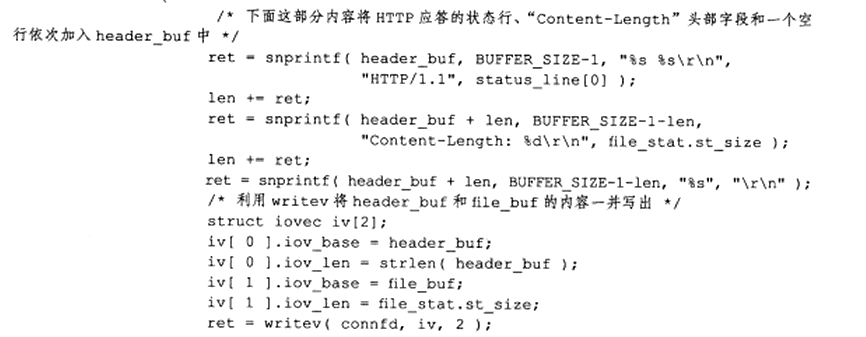 /* 下面这部分内容将 HTTP 应答的状态行、“Content-Length”头部字段和一个空
行依次加入 header_buf 中 */
ret = snprintf( header_buf, BUFFER_SIZE-1, "%s %s\r\n",
"HTTP/1.1", status_line[0] );
len += ret;
ret = snprintf( header_buf + len, BUFFER_SIZE-1-len,
"Content-Length: %d\r\n", file_stat.st_size );
len += ret;
ret = snprintf( header_buf + len, BUFFER_SIZE-1-len, "%s", "\r\n" );
/* 利用 writev 将 header_buf 和 file_buf 的内容一并写出 */
struct iovec iv[2];
iv[ 0 ].iov_base = header_buf;
iv[ 0 ].iov_len = strlen( header_buf );
iv[ 1 ].iov_base = file_buf;
iv[ 1 ].iov_len = file_stat.st_size;
ret = writev( connfd, iv, 2 );